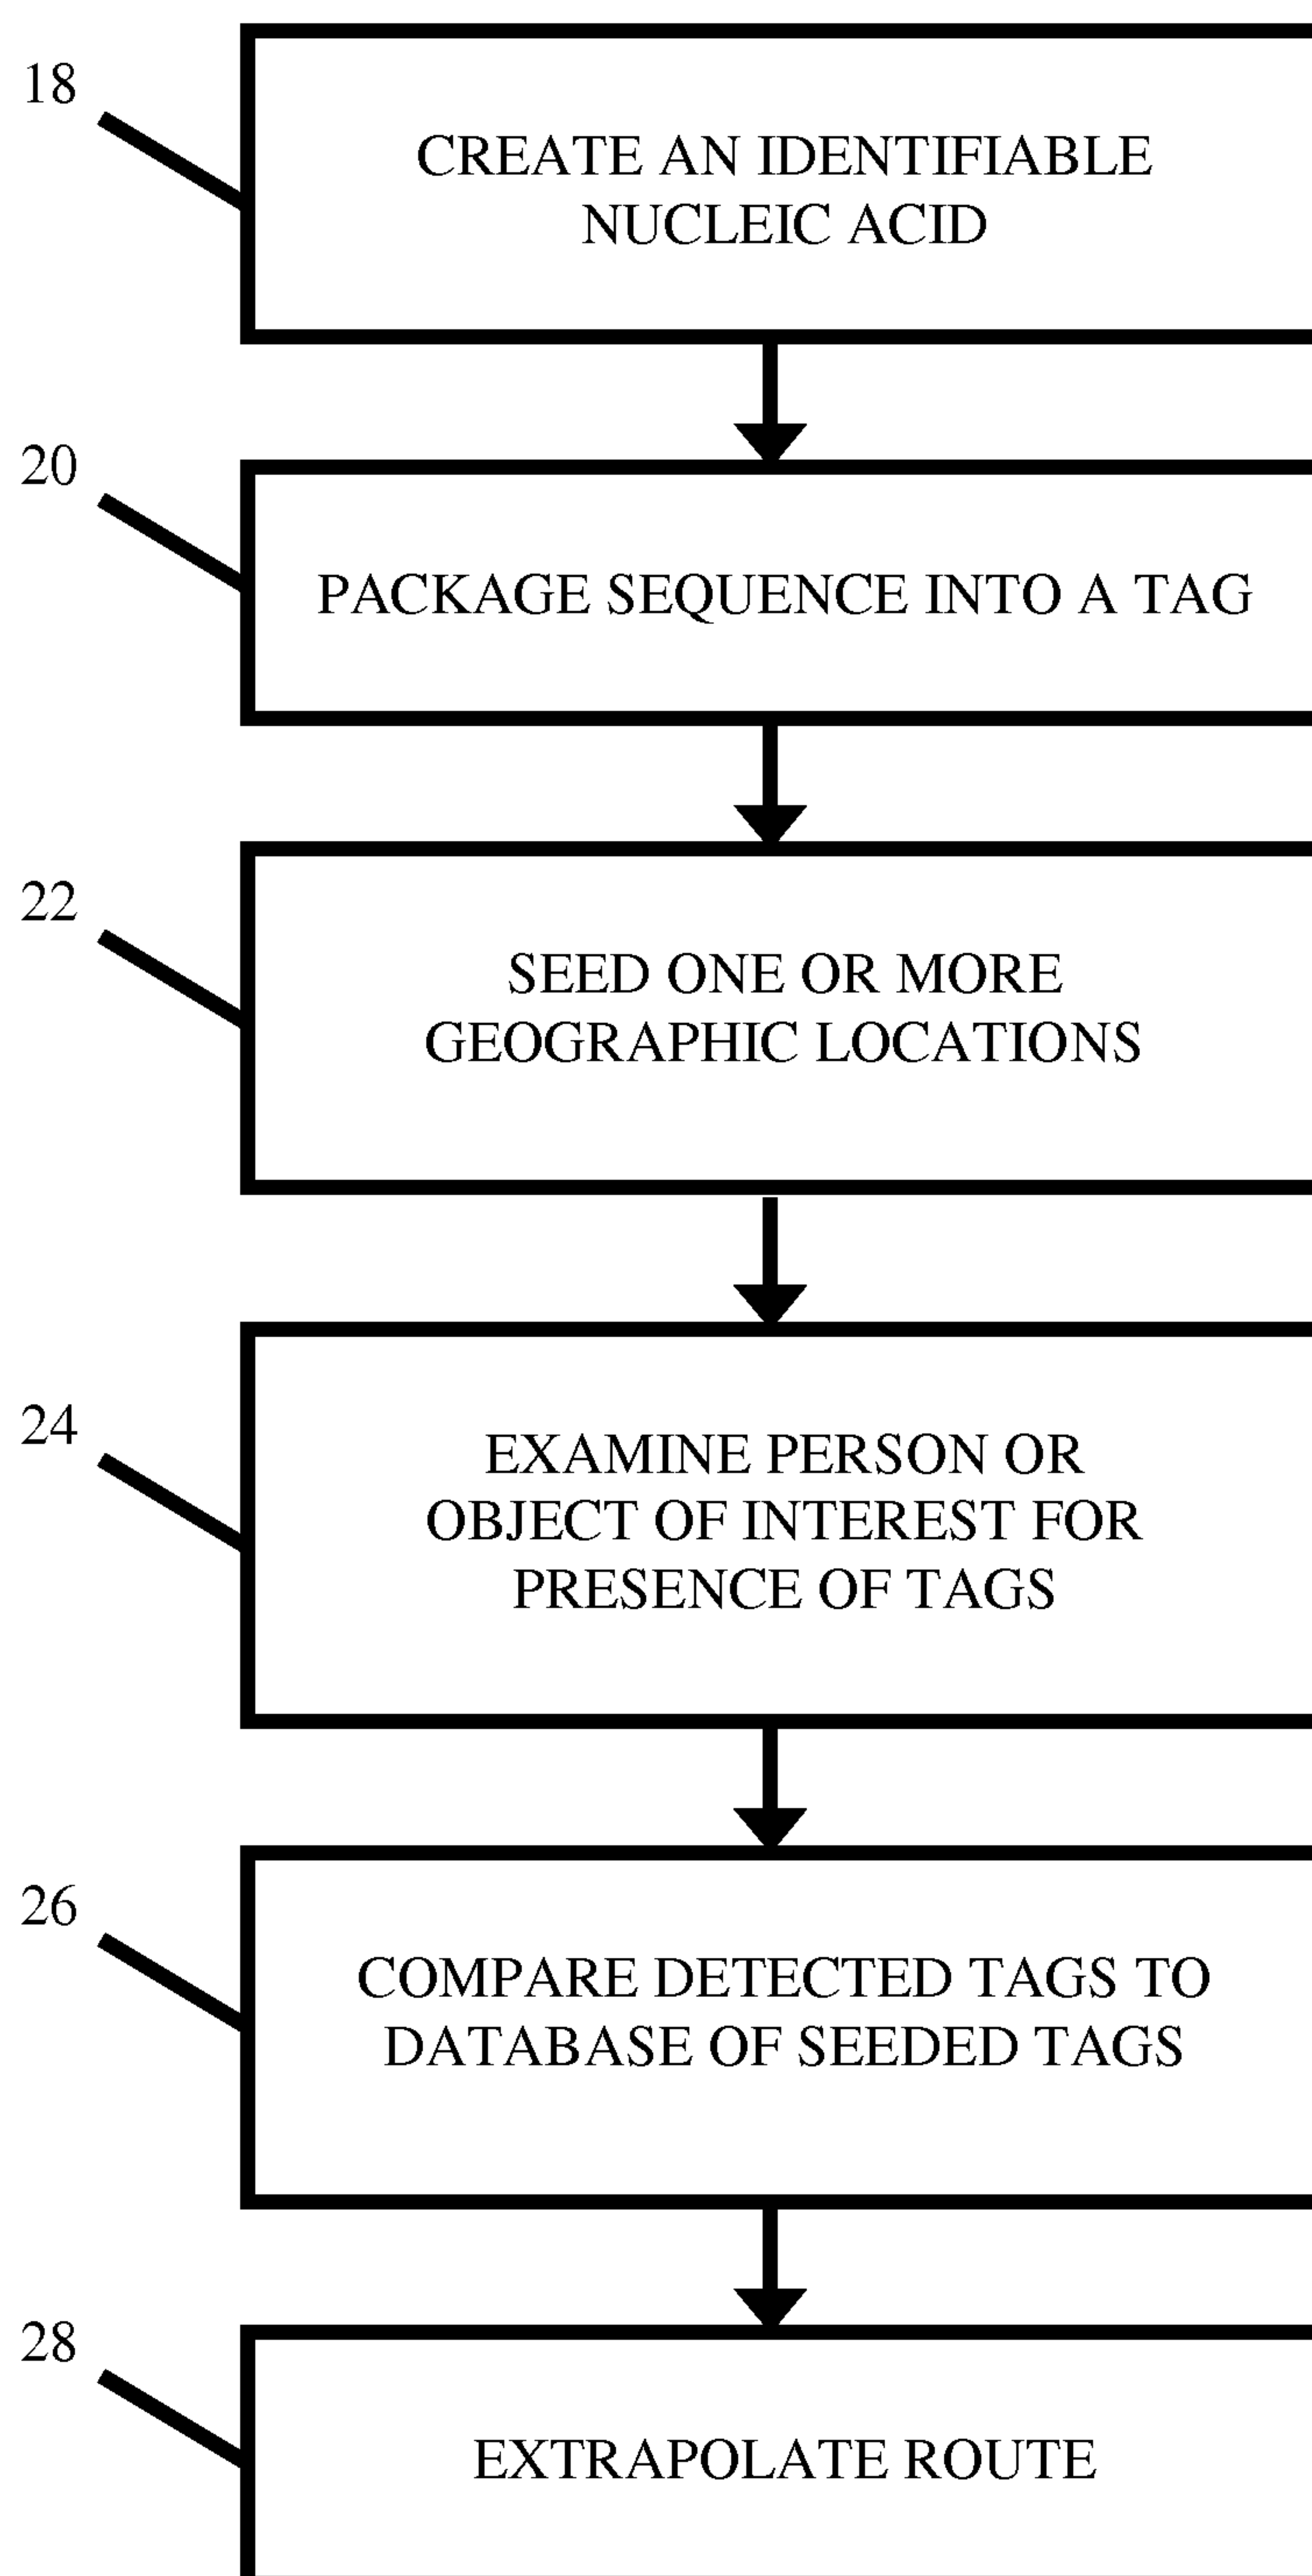 18
CREATE AN IDENTIFIABLE
NUCLEIC ACID
20
PACKAGE SEQUENCE INTO A TAG
22
SEED ONE OR MORE
GEOGRAPHIC LOCATIONS
24
EXAMINE PERSON OR
OBJECT OF INTEREST FOR
PRESENCE OF TAGS
26
COMPARE DETECTED TAGS TO
DATABASE OF SEEDED TAGS
28
EXTRAPOLATE ROUTE